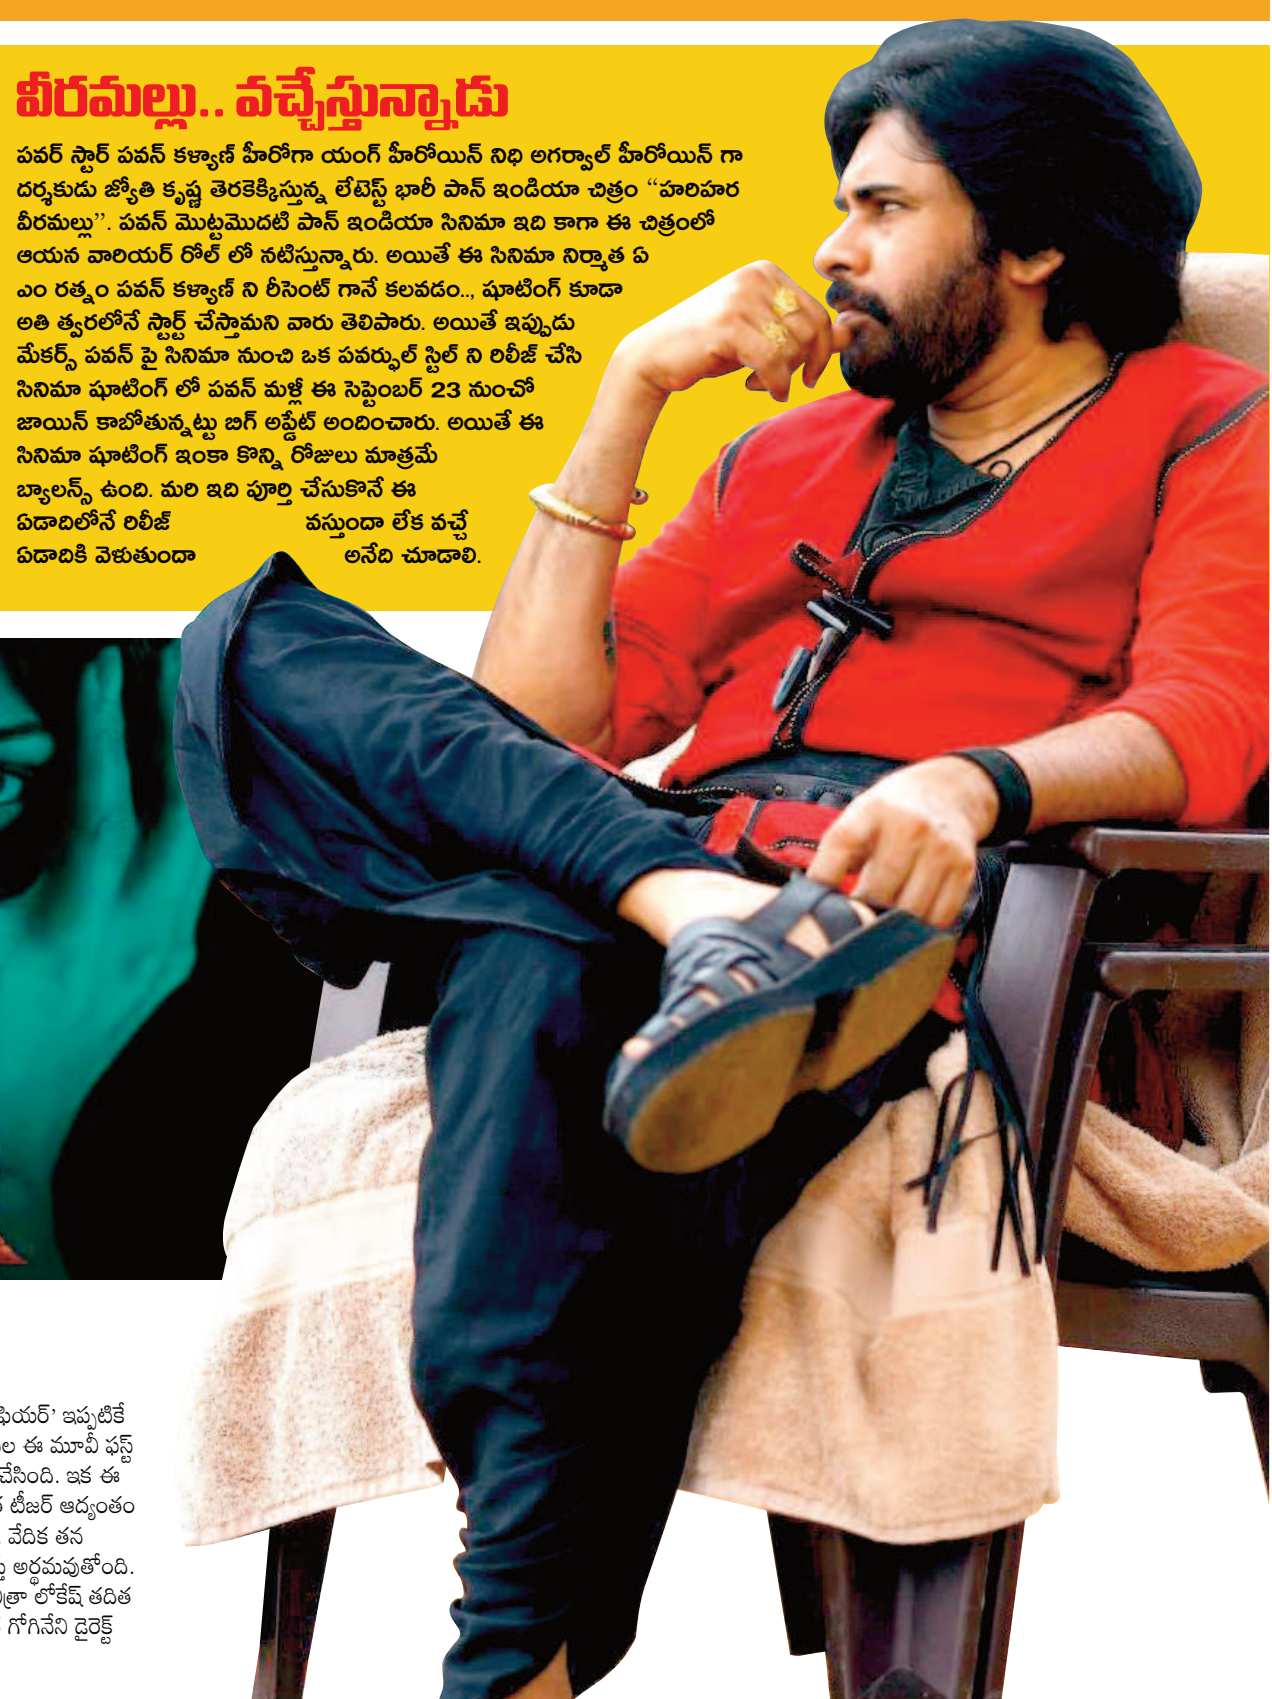 వీరమల్లు.. వచ్చేస్తున్నాడు
పవర్ స్టార్ పవన్ కళ్యాణ్ హీరోగా యంగ్ హీరోయిన్ నిధి అగర్వాల్ హీరోయిన్ గా
దర్శకుడు జ్యోతి కృష్ణ తెరకెక్కిస్తున్న లేటెస్ట్ భారీ పాన్ ఇండియా చిత్రం “హరిహర
వీరమల్లు’’. పవన్ మొట్టమొదటి పాన్ ఇండియా సినిమా ఇది కాగా ఈ చిత్రంలో
ఆయన వారియర్ రోల్ లో నటిస్తున్నారు. అయితే ఈ సినిమా నిర్మాత ఏ
ఎం రత్నం పవన్ కళ్యాణ్ ని రీసెంట్ గానే కలవడం.., షూటింగ్ కూడా
అతి త్వరలోనే స్టార్ట్ చేస్తామని వారు తెలిపారు. అయితే ఇప్పుడు
మేకర్స్ పవన్ పై సినిమా నుంచి ఒక పవర్ఫుల్ స్టిల్ ని రిలీజ్ చేసి
సినిమా షూటింగ్ లో పవన్ మళ్లీ ఈ సెప్టెంబర్ 23 నుంచో
జాయిన్ కాబోతున్నట్టు బిగ్ అప్డేట్ అందించారు. అయితే ఈ
సినిమా షూటింగ్ ఇంకా కొన్ని రోజులు మాత్రమే
బ్యాలన్స్ ఉంది. మరి ఇది పూర్తి చేసుకొనే ఈ
ఏడాదిలోనే రిలీజ్ వస్తుందా లేక వచ్చే
ఏడాదికి వెళుతుందా అనేది చూడాలి.
ఫియర్’ ఇప్పటికే
ఈ మూవీ ఫస్ట్
చేసింది. ఇక ఈ
టీజర్ ఆద్యంతం
వేదిక తన
అర్థమవుతోంది.
లోకేష్ తదిత
గోగినేని డైరెక్ట్